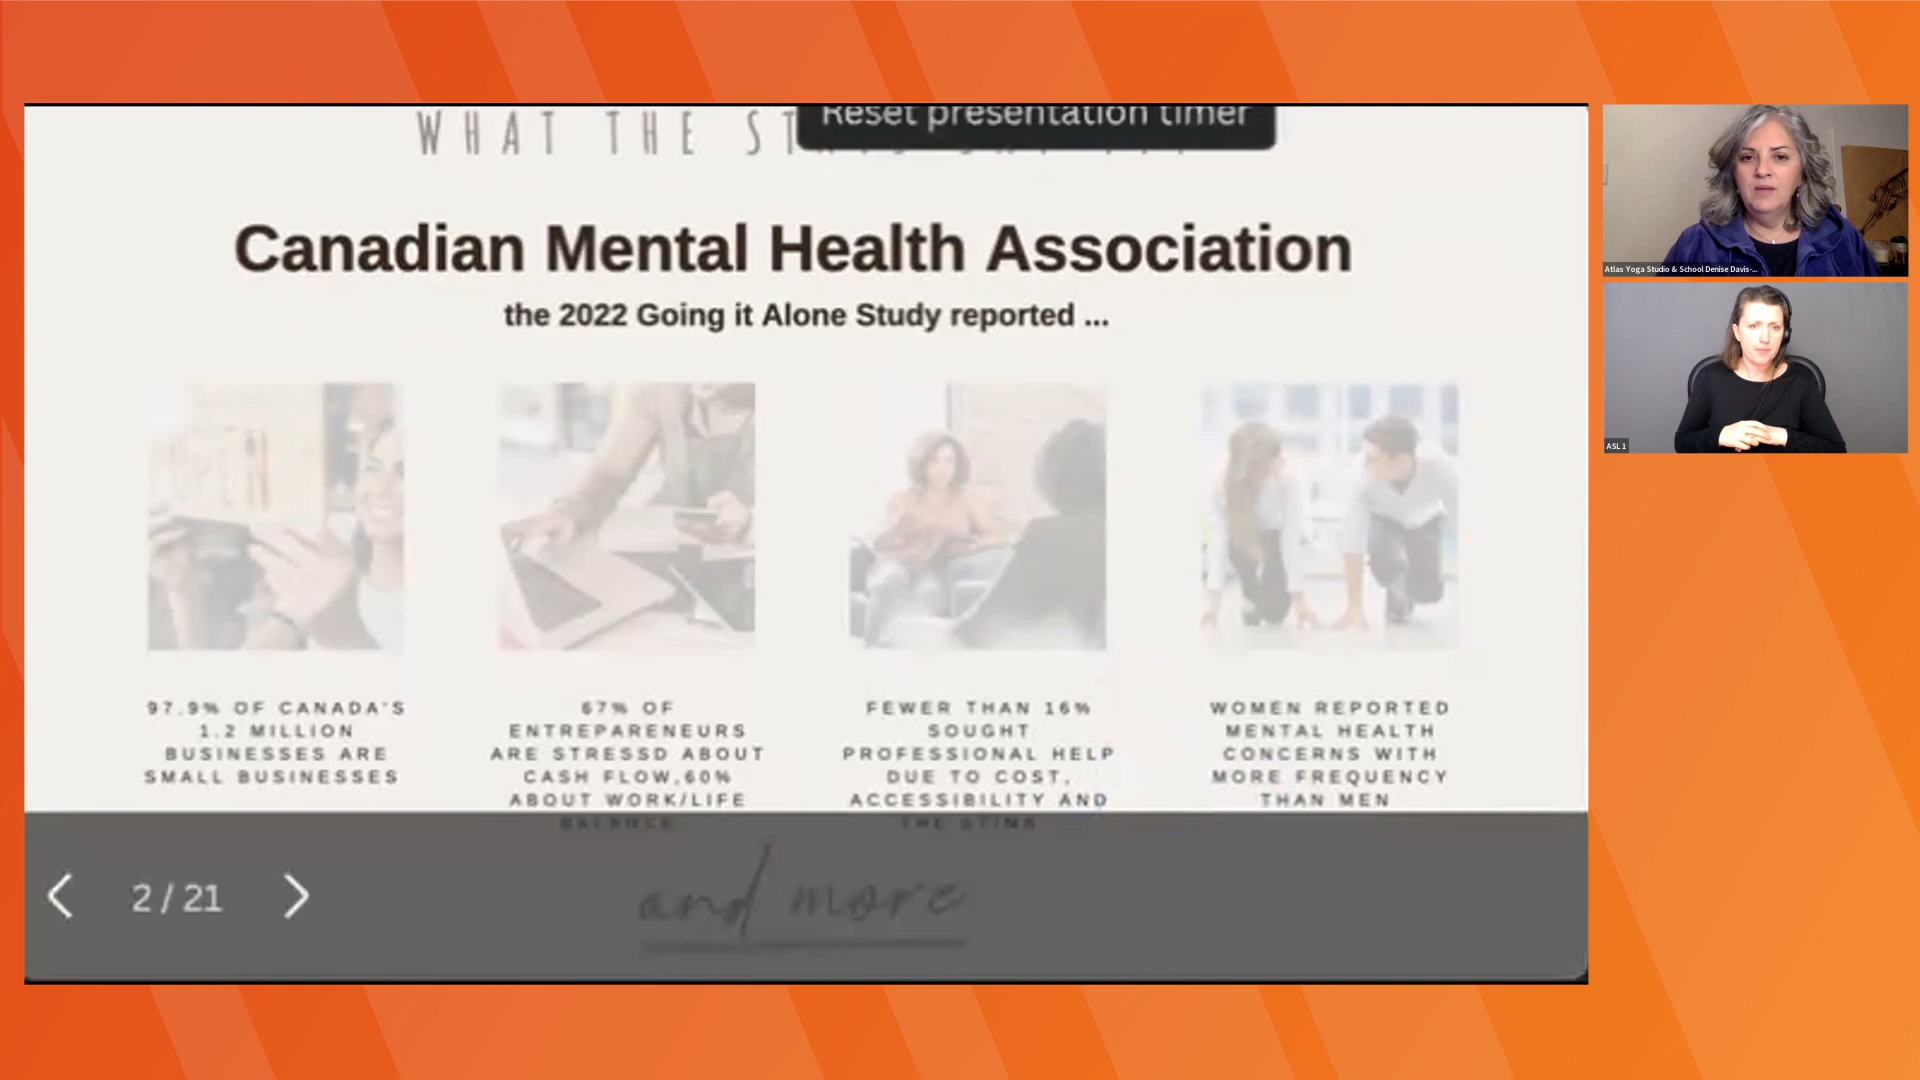 Reset presentation timer
WHAT THE
Canadian Mental Health Association
the 2022 Going it Alone Study reported ...
97.9% OF CANADA'S
1.2 MILLION
BUSINESSES ARE
SMALL BUSINESSES
67% OF
ENTREPARENEURS
ARE STRESSD ABOUT
CASH FLOW,60%
ABOUT WORK/LIFE
BALANCE
FEWER THAN 16%
SOUGHT
PROFESSIONAL HELP
DUE TO COST,
ACCESSIBILITY AND
THE STIMA
WOMEN REPORTED
MENTAL HEALTH
CONCERNS WITH
MORE FREQUENCY
THAN MEN
and more
2 / 21
Atlas Yoga Studio & School Denise Davis-...
ASL 1